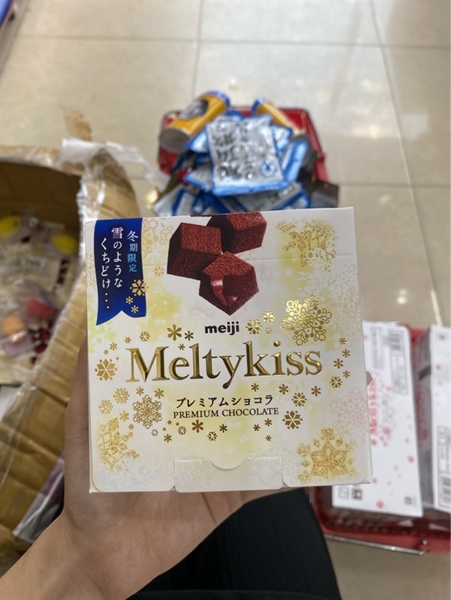 冬期限定
雪のような
くちどけ...
meiji
Meltykiss
プレミアムショコラ
PREMIUM CHOCOLATE